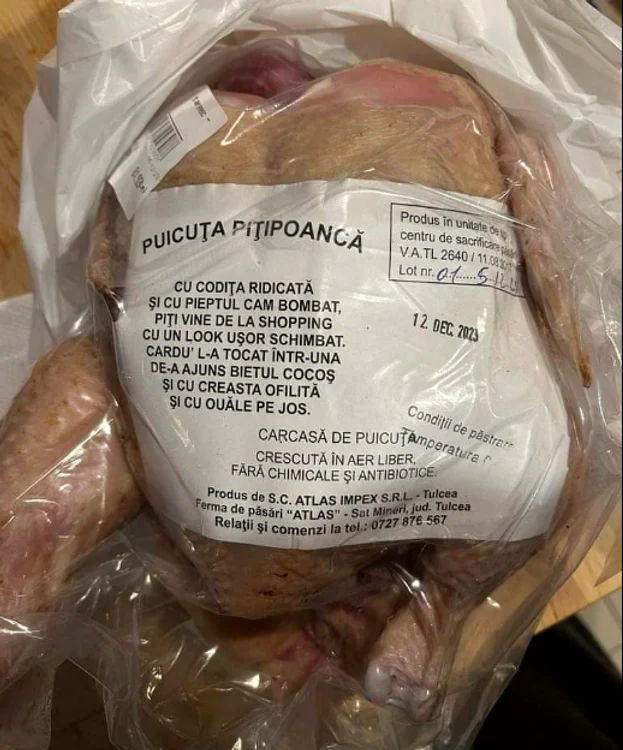 PUICUŢA PIŢIPOANCĂ
Produs în unitate de
centru de sacrificare
V.A.TL 2640 / 11.08
Lot nr. 01 5
12. DEC. 2023
CU CODIŢA RIDICATĂ
ŞI CU PIEPTUL CAM BOMBAT,
PIŢI VINE DE LA SHOPPING
CU UN LOOK UŞOR SCHIMBAT.
CARDU' L-A TOCAT ÎNTR-UNA
DE-A AJUNS BIETUL COCOŞ
ŞI CU CREASTA OFILITĂ
ŞI CU OUĂLE PE JOS.
Condiţii de păstrare
Temperatura
CARCASĂ DE PUICUŢĂ
CRESCUTĂ ÎN AER LIBER,
FĂRĂ CHIMICALE ŞI ANTIBIOTICE.
Produs de S.C. ATLAS IMPEX S.R.L. - Tulcea
Ferma de păsări "ATLAS" - Sat Mineri, jud. Tulcea
Relaţii şi comenzi la tel.: 0727 876 567